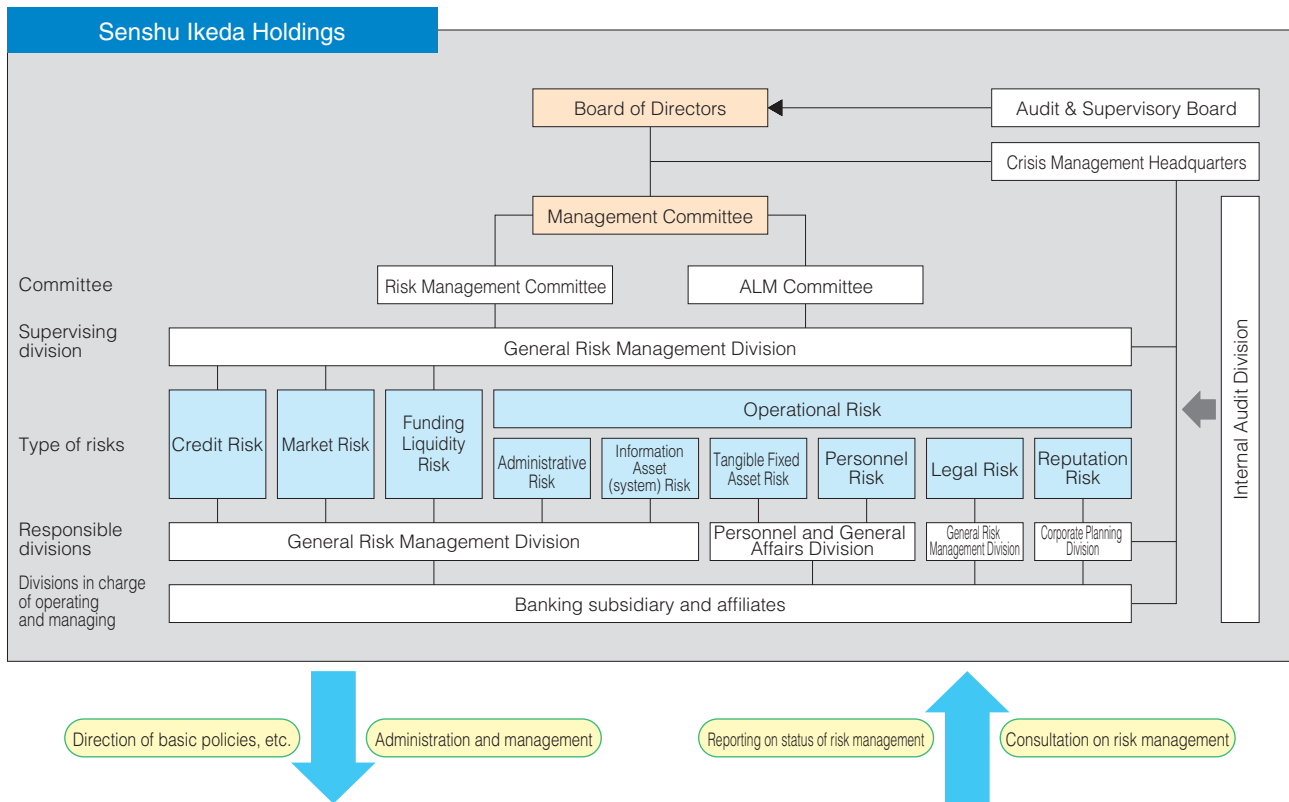 Senshu Ikeda Holdings
Board of Directors
Audit & Supervisory Board
Crisis Management Headquarters
Management Committee
Committee
Risk Management Committee
ALM Committee
Supervising
division
General Risk Management Division
Internal Audit Division
Type of risks
Credit Risk
Market Risk
Funding
Liquidity
Risk
Operational Risk
Administrative
Risk
Information
Asset
(system) Risk
Tangible Fixed
Asset Risk
Personnel
Risk
Legal Risk
Reputation
Risk
Responsible
divisions
General Risk Management Division
Personnel and General
Affairs Division
General Risk
Management Division
Corporate Planning
Division
Divisions in charge
of operating
and managing
Banking subsidiary and affiliates
Direction of basic policies, etc.
Administration and management
Reporting on status of risk management
Consultation on risk management